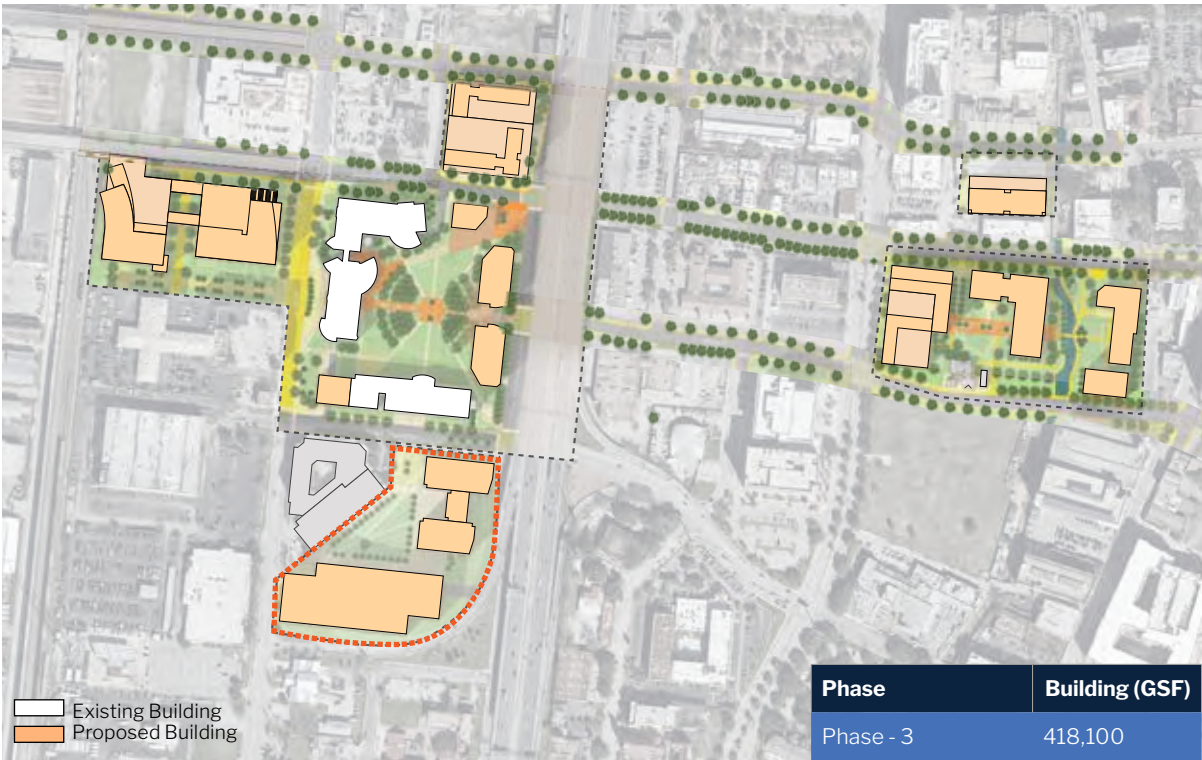 Existing Building
Proposed Building
Phase Building (GSF)
Phase - 3 418,100